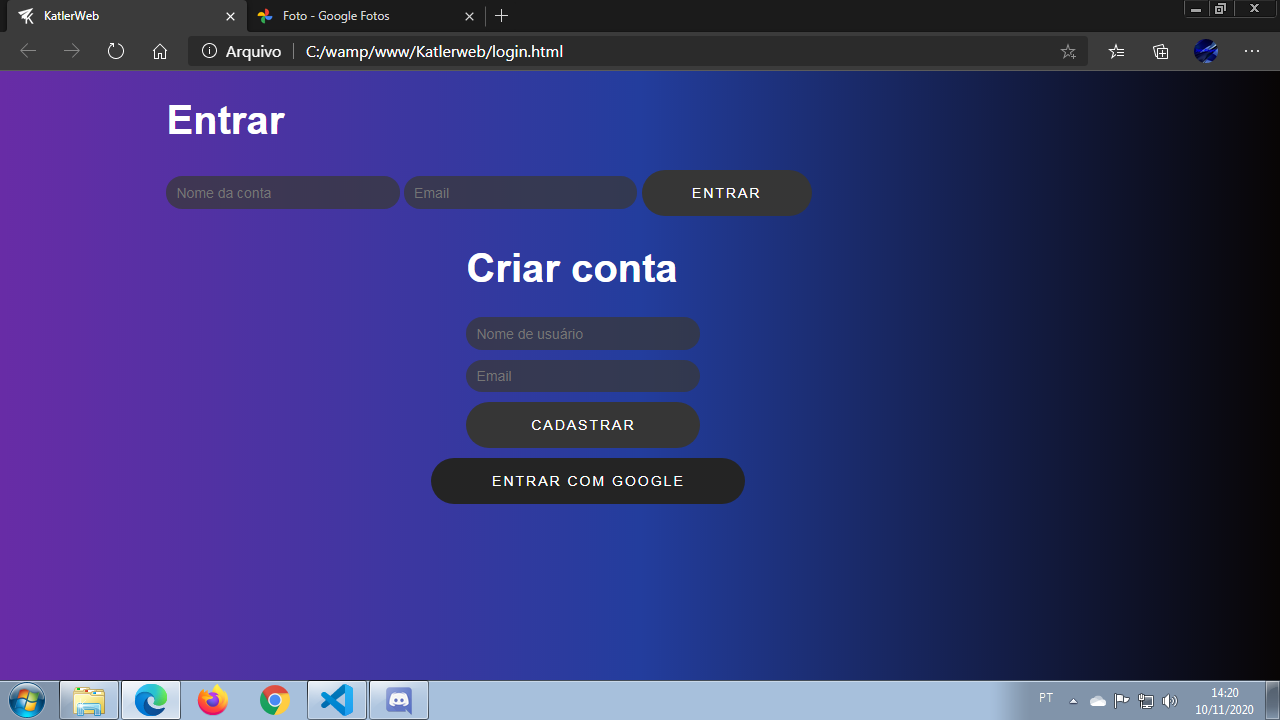 KatlerWeb
Foto - Google Fotos
Arquivo
C:/wamp/www/Katlerweb/login.html
Entrar
Nome da conta
Email
ENTRAR
Criar conta
Nome de usuário
Email
CADASTRAR
ENTRAR COM GOOGLE
PT
14:20
10/11/2020